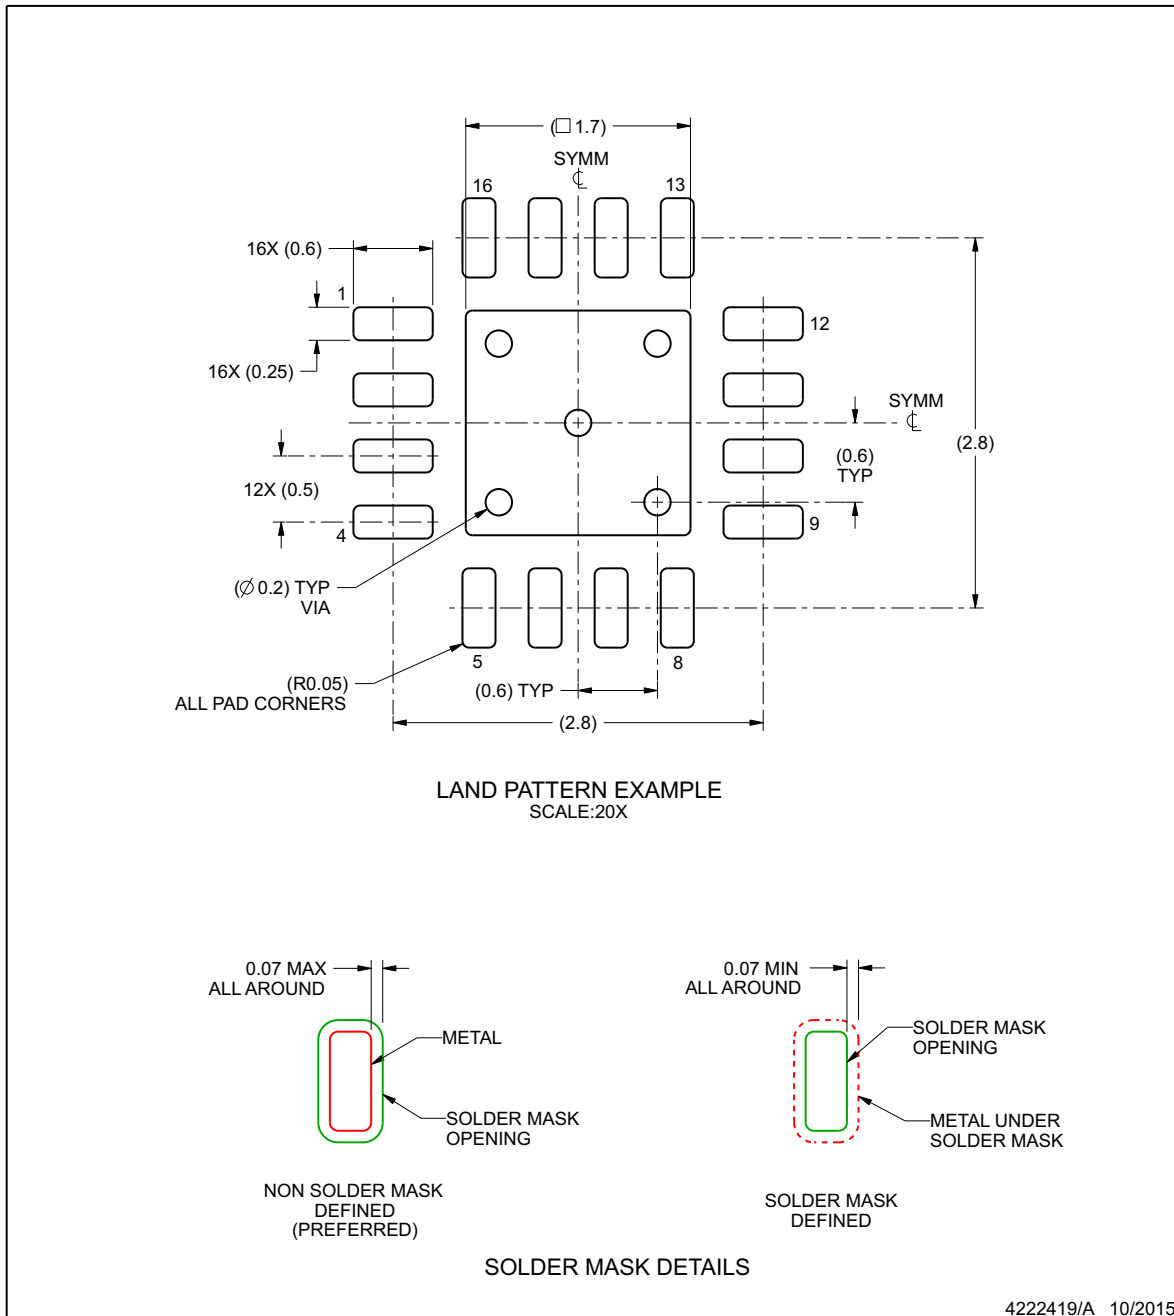 (□ 1.7)
SYMM
℄
16
13
16X (0.6)
1
12
16X (0.25)
SYMM
℄
(0.6)
TYP
(2.8)
12X (0.5)
4
9
(∅ 0.2) TYP
VIA
5
8
(R0.05)
ALL PAD CORNERS
(0.6) TYP
(2.8)
LAND PATTERN EXAMPLE
SCALE:20X
0.07 MAX
ALL AROUND
METAL
SOLDER MASK
OPENING
NON SOLDER MASK
DEFINED
(PREFERRED)
0.07 MIN
ALL AROUND
SOLDER MASK
OPENING
METAL UNDER
SOLDER MASK
SOLDER MASK
DEFINED
SOLDER MASK DETAILS
4222419/A 10/2015